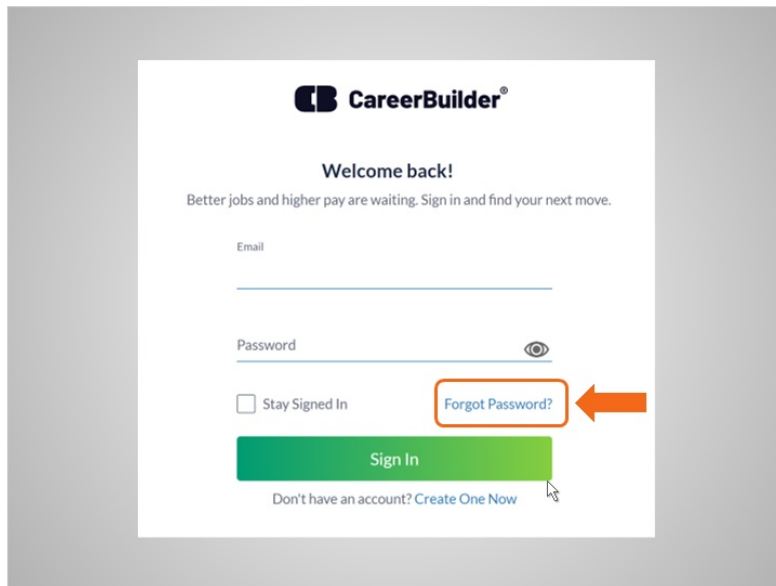 CB CareerBuilder®
Welcome back!
Better jobs and higher pay are waiting. Sign in and find your next move.
Email
Password
Stay Signed In Forgot Password?
Sign In
Don't have an account? Create One Now